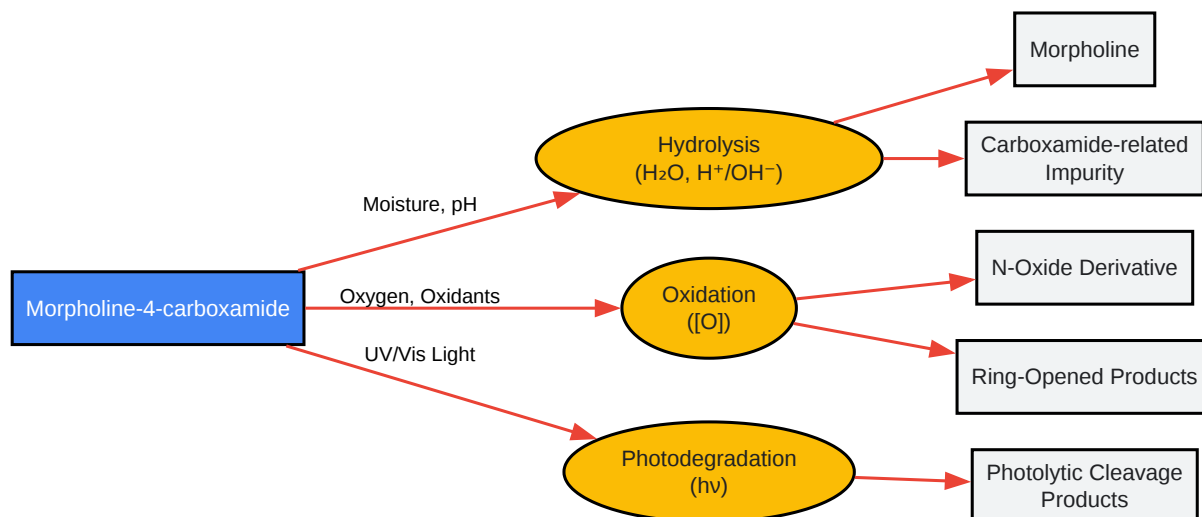 Morpholine
Hydrolysis
(H₂O, H⁺/OH⁻)
Carboxamide-related
Impurity
Moisture, pH
Morpholine-4-carboxamide
Oxygen, Oxidants
Oxidation
([O])
N-Oxide Derivative
Ring-Opened Products
UV/Vis Light
Photodegradation
(hν)
Photolytic Cleavage
Products